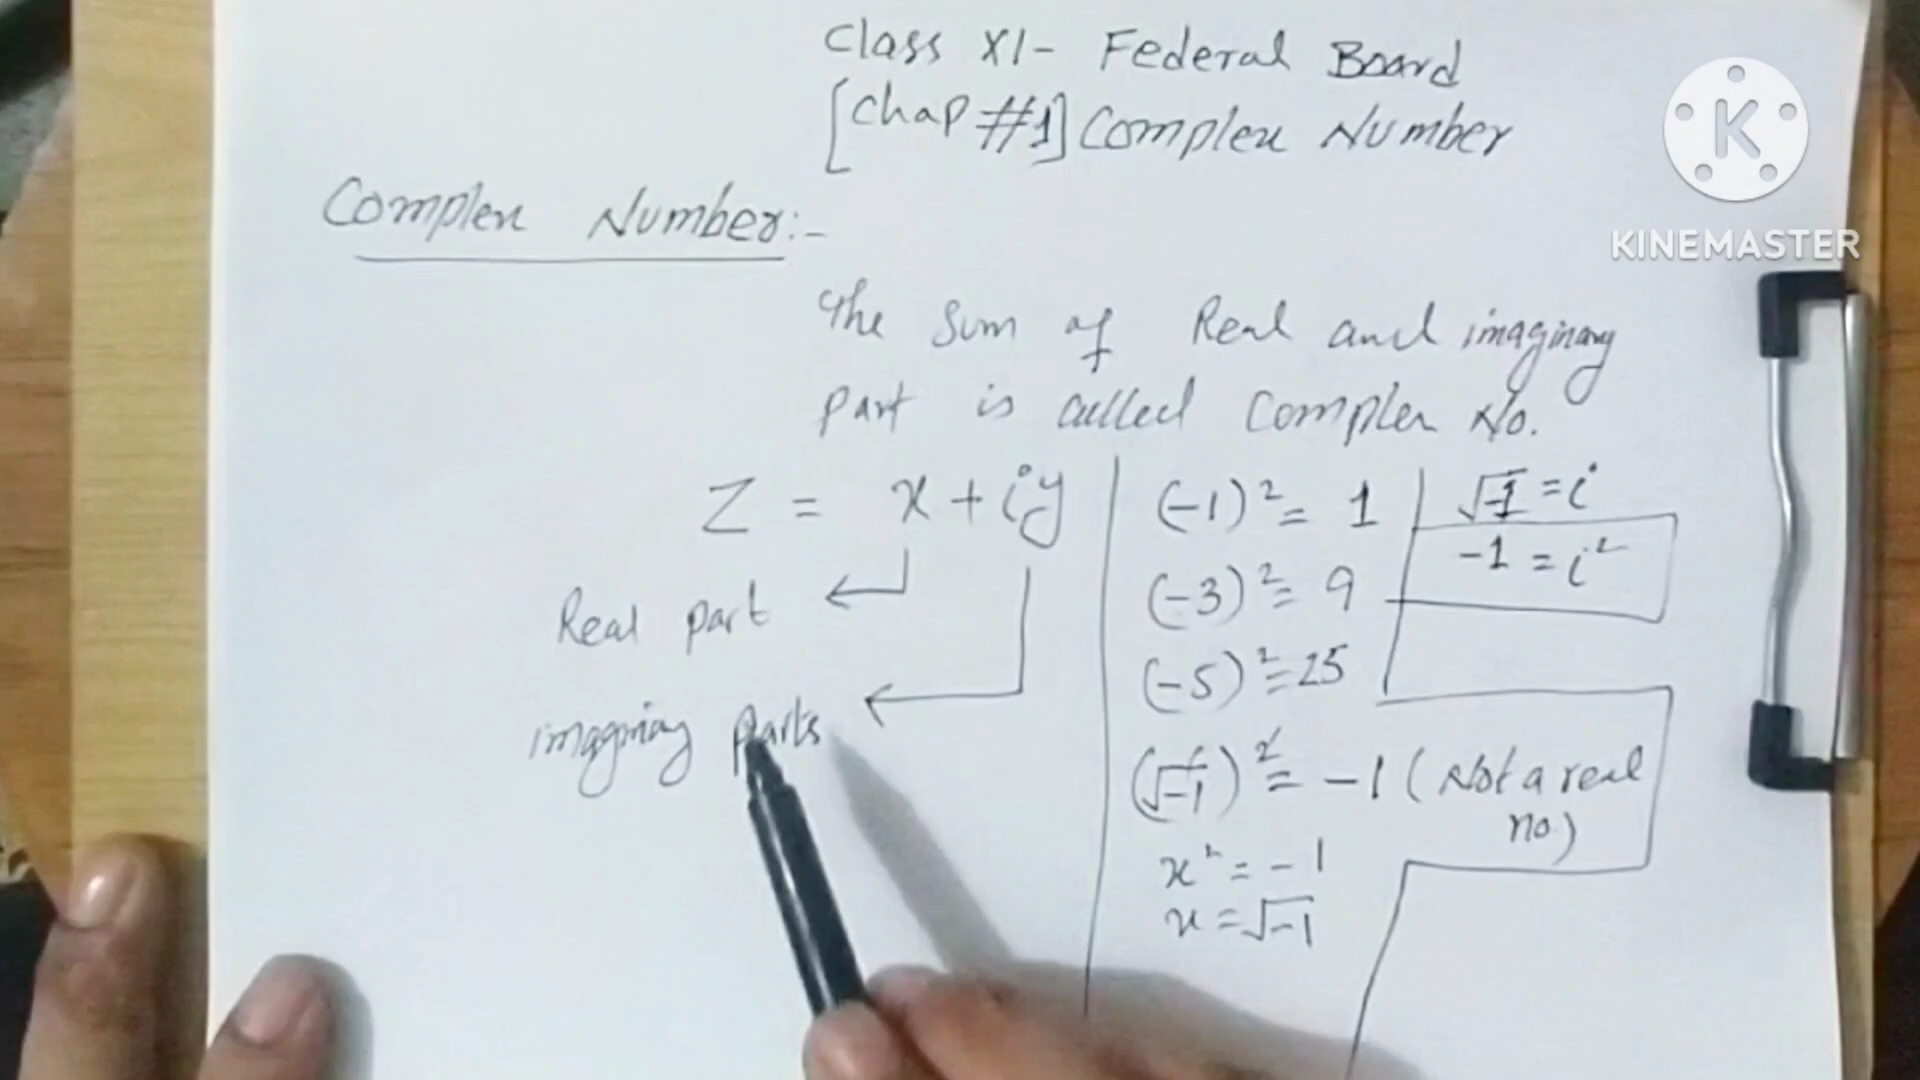 Class XI- Federal Board
[Chap #1] Complex Number
K
KINEMASTER
Complex Number:-
The Sum of Real and imaginary
Part is called Complex No.
Z = x + iy
Real part
imaginay parts
(-1)² = 1
(-3)² = 9
(-5)² = 25
(√-1)² = -1 (Not a real
no)
x² = -1
x = √-1
√-1 = i
-1 = i²